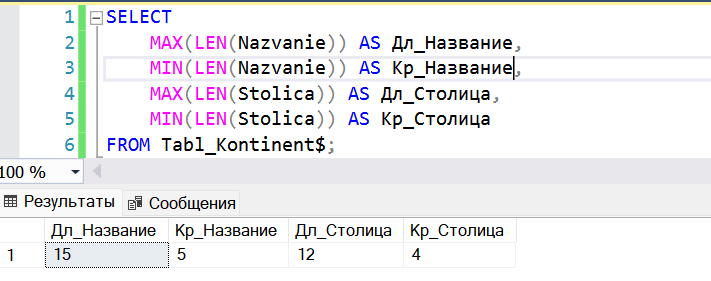 1 SELECT
2 MAX(LEN(Nazvanie)) AS Дл_Название,
3 MIN(LEN(Nazvanie)) AS Кр_Название,
4 MAX(LEN(Stolica)) AS Дл_Столица,
5 MIN(LEN(Stolica)) AS Кр_Столица
6 FROM Tabl_Kontinent$;
100 %
Результаты Сообщения
Дл_Название Кр_Название Дл_Столица Кр_Столица
1 15 5 12 4